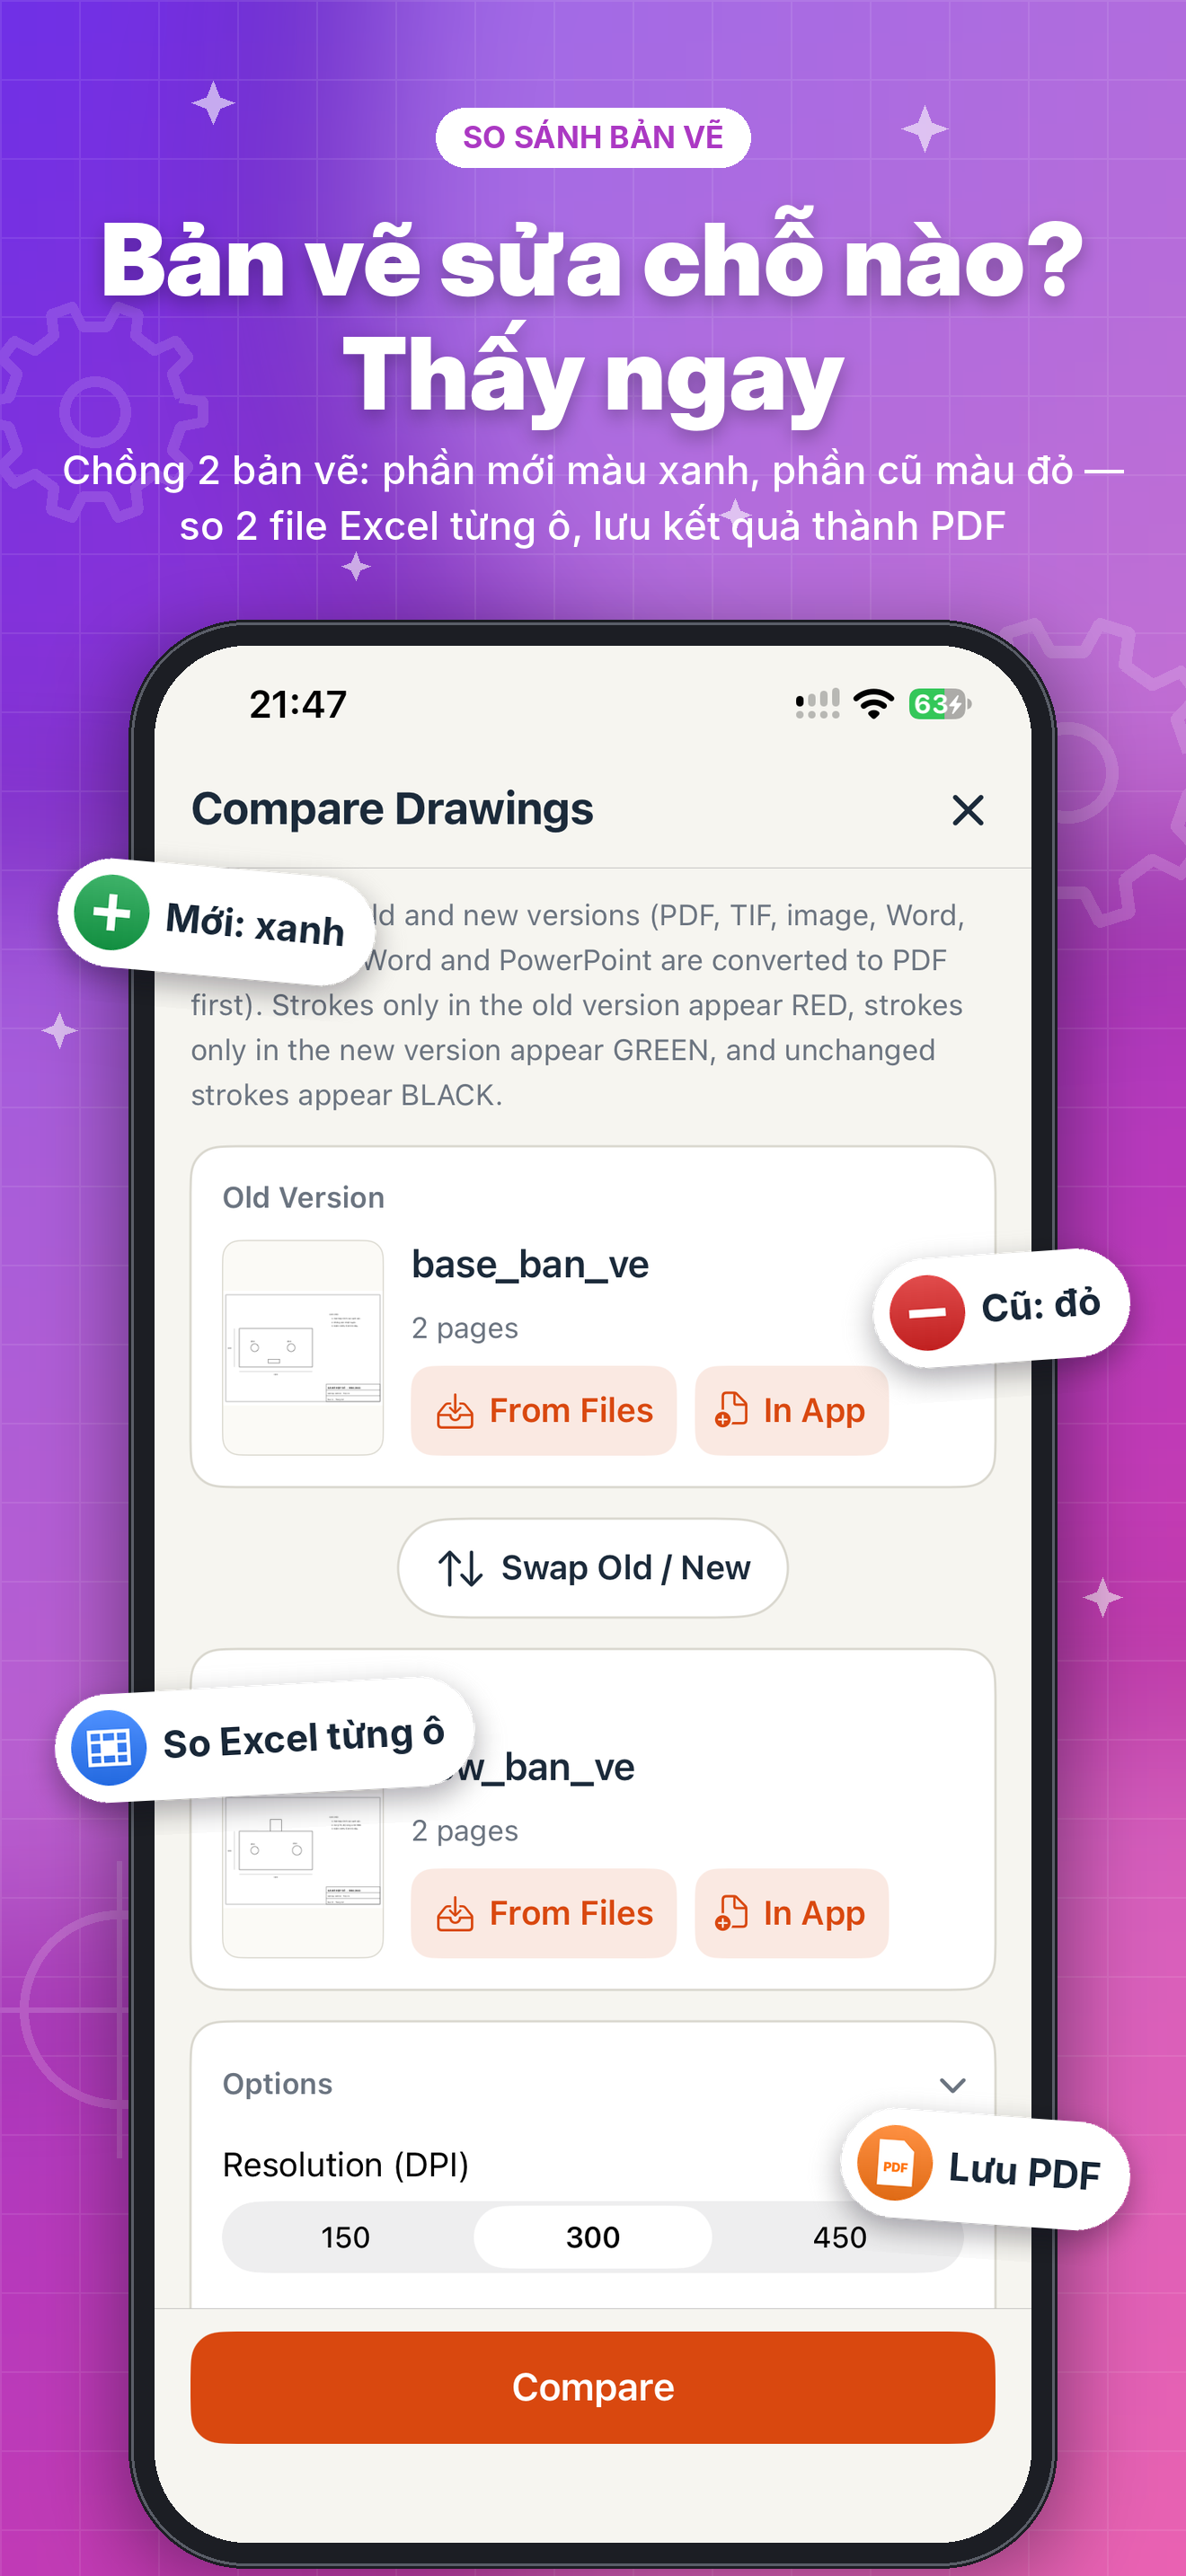 SO SÁNH BẢN VẼ
Bản vẽ sửa chỗ nào?
Thấy ngay
Chồng 2 bản vẽ: phần mới màu xanh, phần cũ màu đỏ —
so 2 file Excel từng ô, lưu kết quả thành PDF
21:47
63
Compare Drawings
Mới: xanh
and new versions (PDF, TIF, image, Word,
Word and PowerPoint are converted to PDF
first). Strokes only in the old version appear RED, strokes
only in the new version appear GREEN, and unchanged
strokes appear BLACK.
Old Version
base_ban_ve
2 pages
Cũ: đỏ
From Files
In App
Swap Old / New
So Excel từng ô
_ban_ve
2 pages
From Files
In App
Options
Resolution (DPI)
PDF
Lưu PDF
150
300
450
Compare